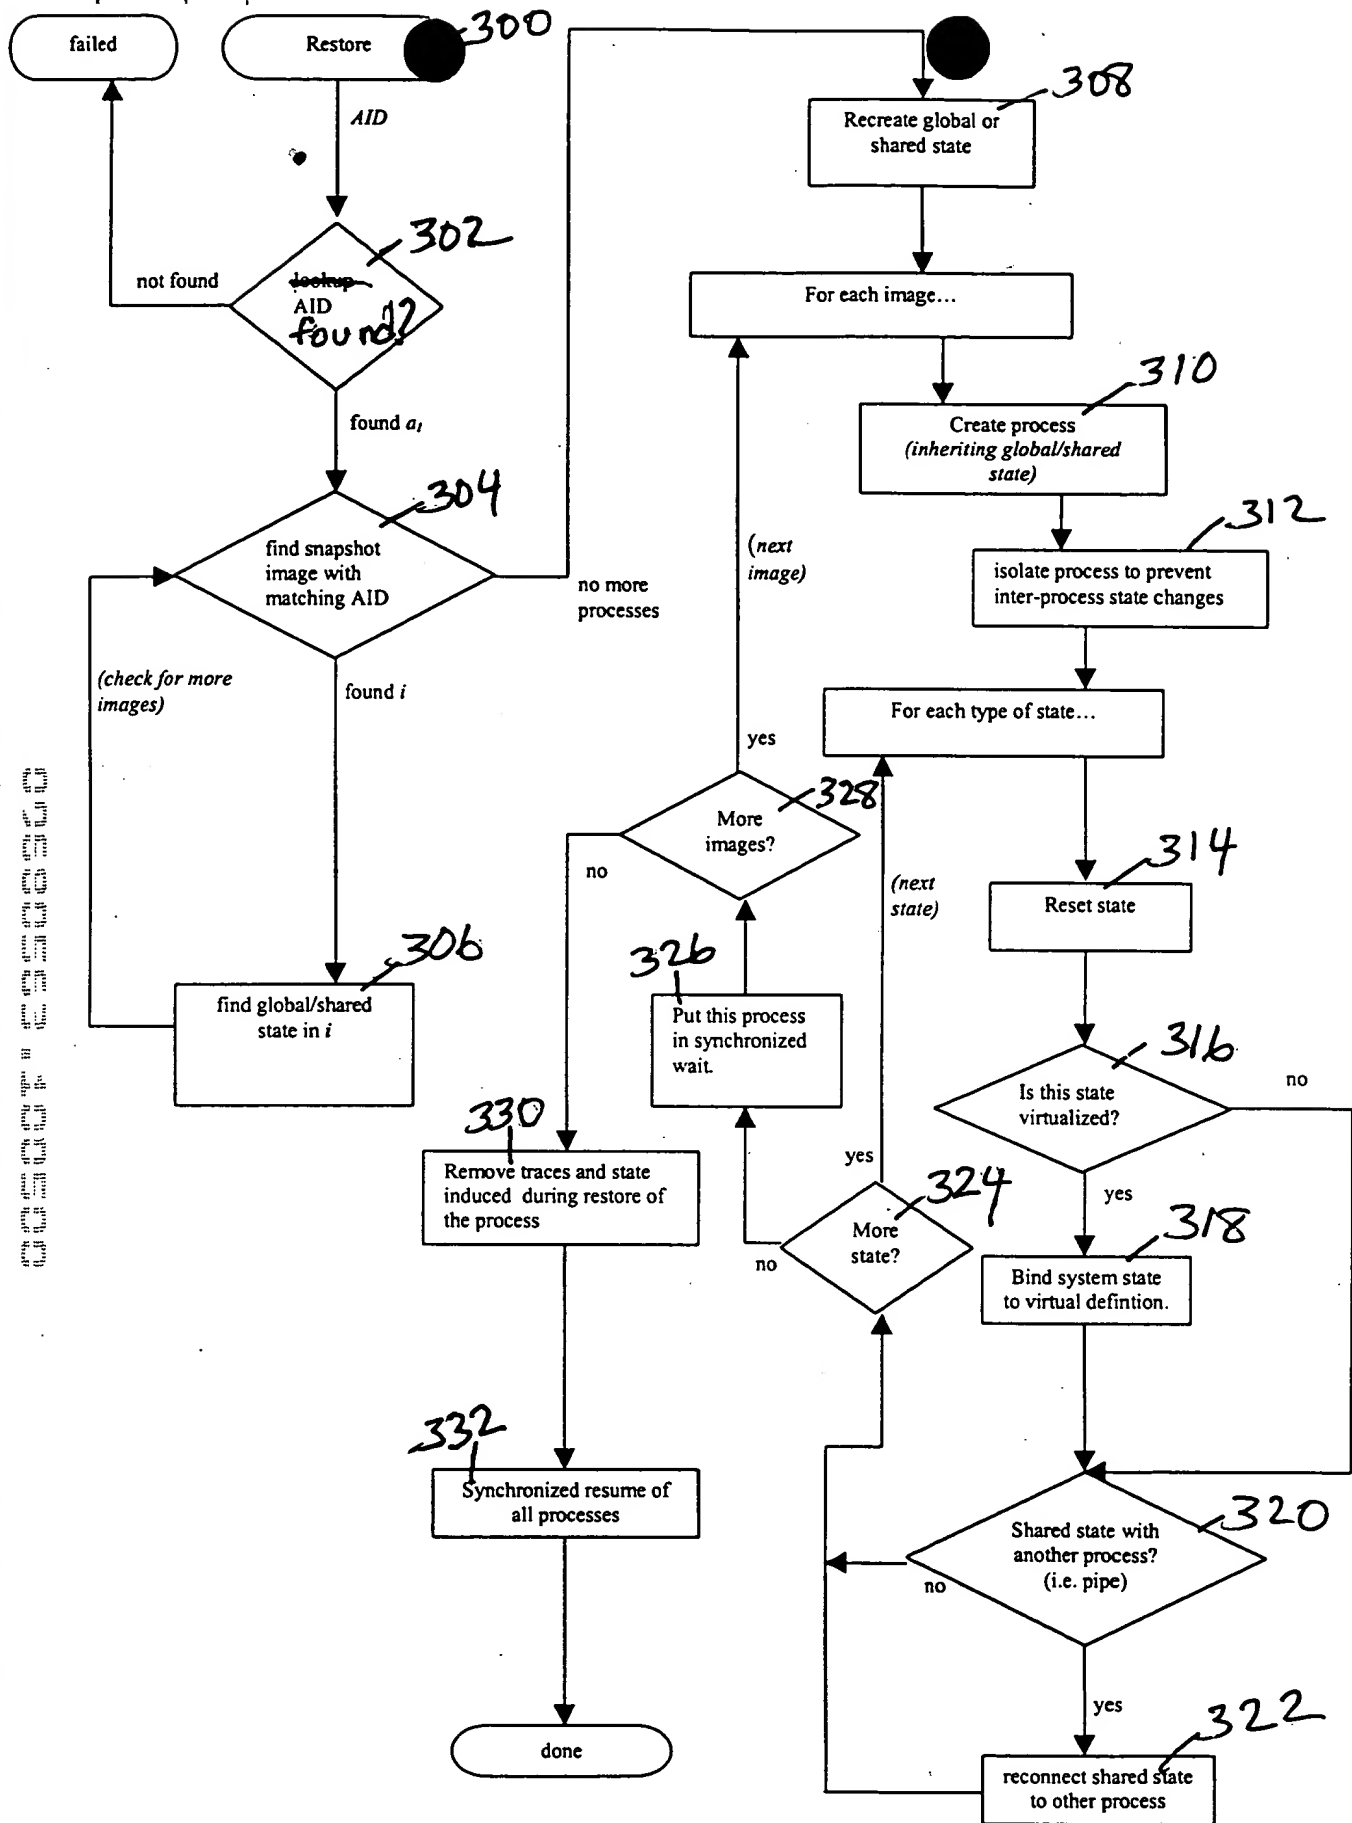 failed
Restore
300
AID
302
not found
lookup
AID
found?
found a
304
find snapshot
image with
matching AID
no more
processes
(check for more
images)
found i
306
find global/shared
state in i
308
Recreate global or
shared state
For each image...
310
Create process
(inheriting global/shared
state)
312
isolate process to prevent
inter-process state changes
(next
image)
For each type of state...
yes
328
More
images?
no
314
Reset state
(next
state)
326
Put this process
in synchronized
wait.
316
Is this state
virtualized?
no
yes
330
Remove traces and state
induced during restore of
the process
yes
324
More
state?
no
318
Bind system state
to virtual defintion.
332
Synchronized resume of
all processes
320
Shared state with
another process?
(i.e. pipe)
no
yes
322
reconnect shared state
to other process
done